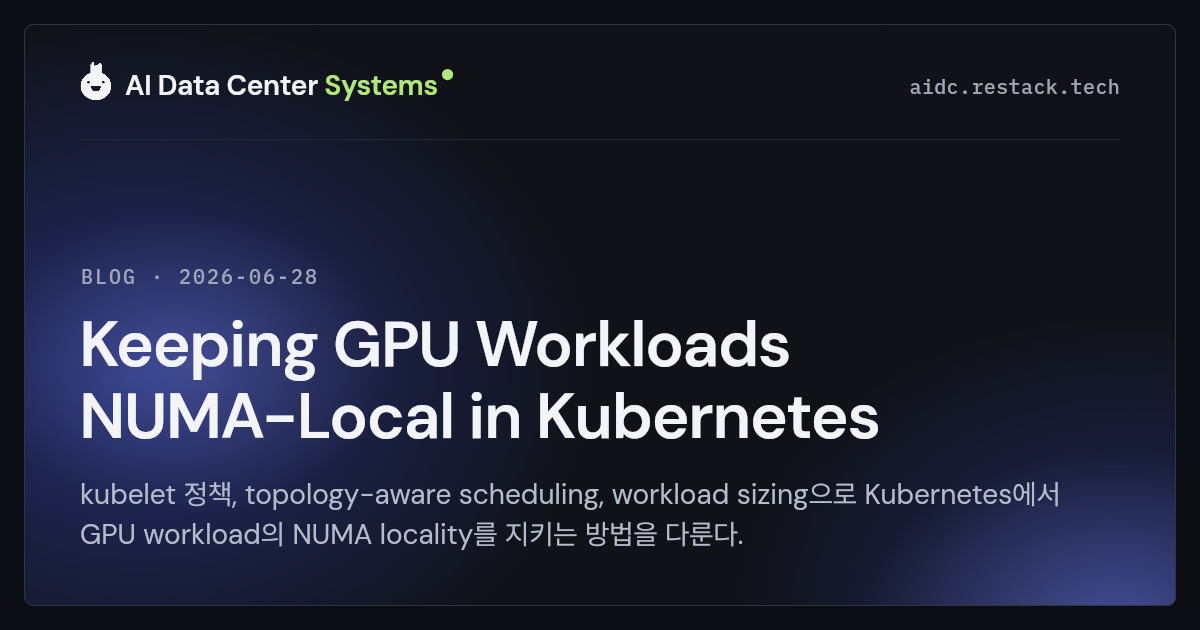 AI Data Center Systems
aidc.restack.tech
BLOG · 2026-06-28
Keeping GPU Workloads
NUMA-Local in Kubernetes
kubelet 정책, topology-aware scheduling, workload sizing으로 Kubernetes에서
GPU workload의 NUMA locality를 지키는 방법을 다룬다.